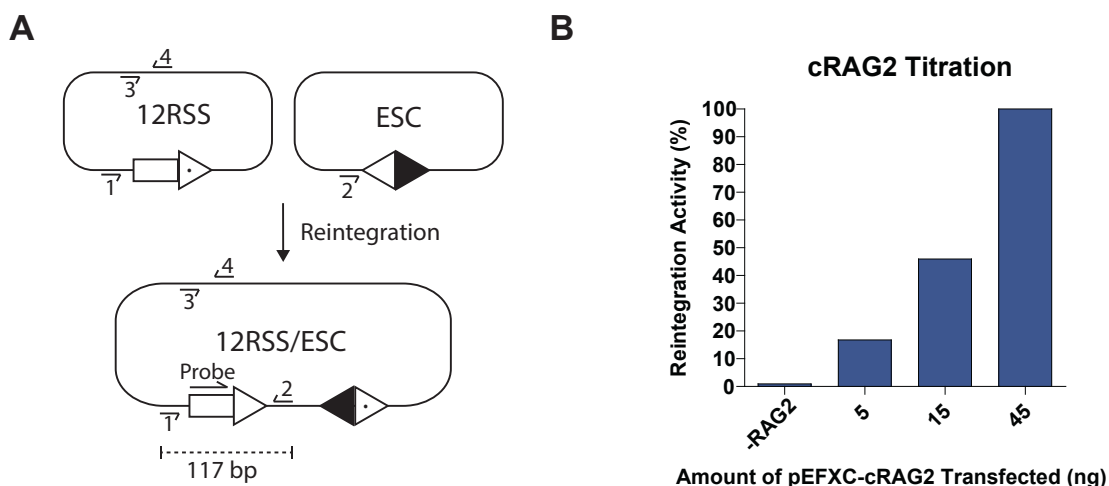 A
4
3
12RSS
1
ESC
2
Reintegration
4
3
12RSS/ESC
Probe
2
1
117 bp
B
cRAG2 Titration
Reintegration Activity (%)
100
90
80
70
60
50
40
30
20
10
0
-RAG2
5
15
45
Amount of pEFXC-cRAG2 Transfected (ng)